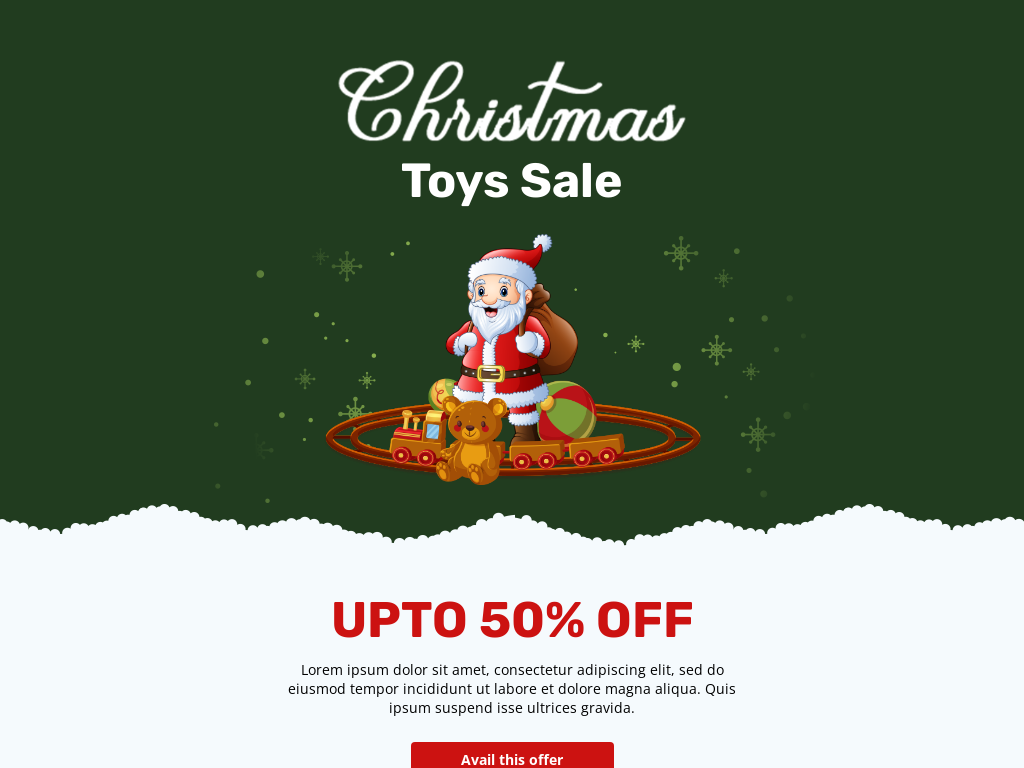 Christmas
Toys Sale
UPTO 50% OFF
Lorem ipsum dolor sit amet, consectetur adipiscing elit, sed do
eiusmod tempor incididunt ut labore et dolore magna aliqua. Quis
ipsum suspend isse ultrices gravida.
Avail this offer